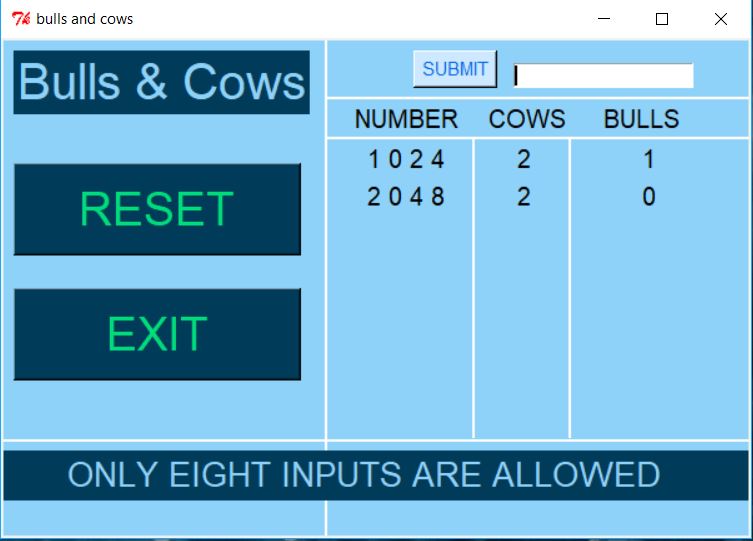 bulls and cows
Bulls & Cows
SUBMIT
NUMBER COWS BULLS
1 0 2 4 2 1
2 0 4 8 2 0
RESET
EXIT
ONLY EIGHT INPUTS ARE ALLOWED